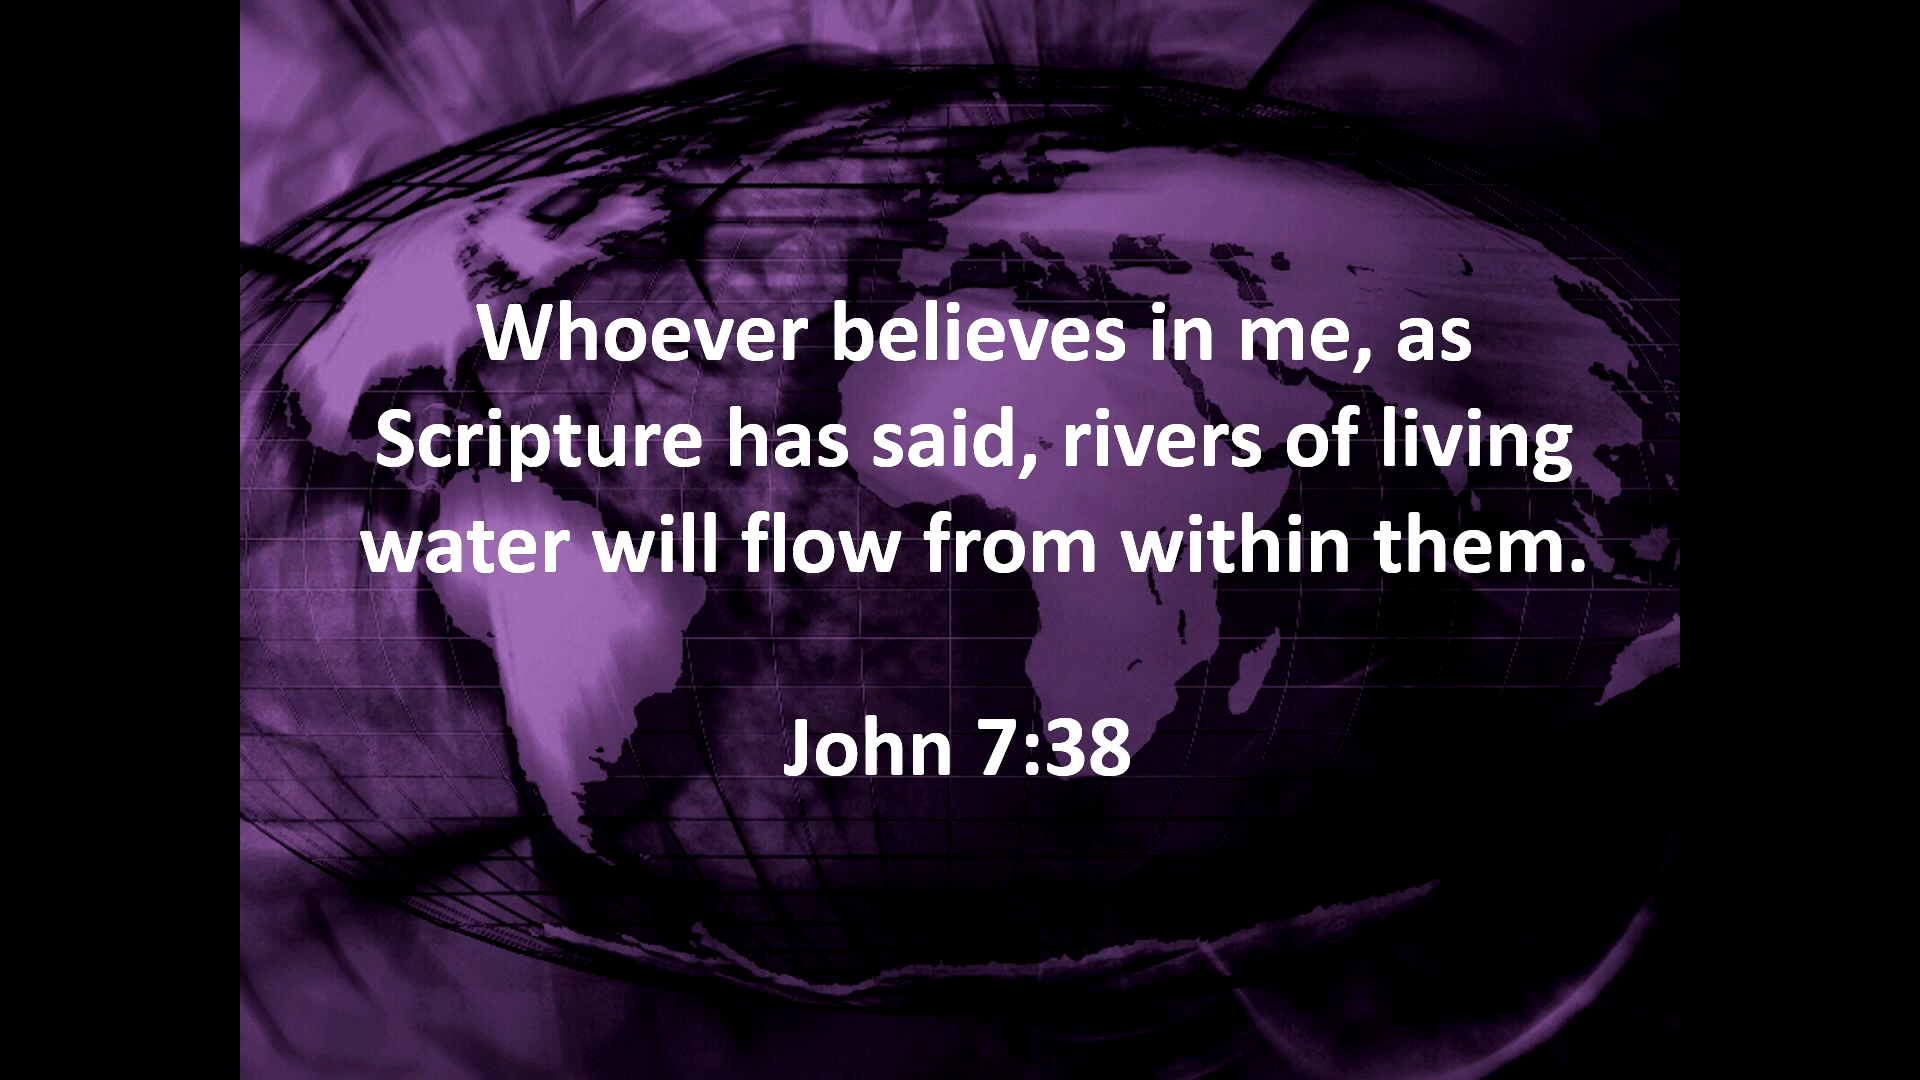 Whoever believes in me, as
Scripture has said, rivers of living
water will flow from within them.
John 7:38